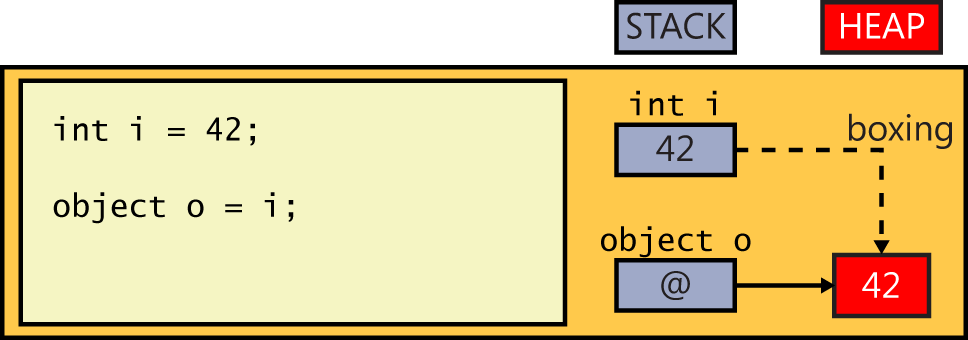 STACK HEAP
int i = 42;
object o = i;
int i
42
boxing
object o
@
42